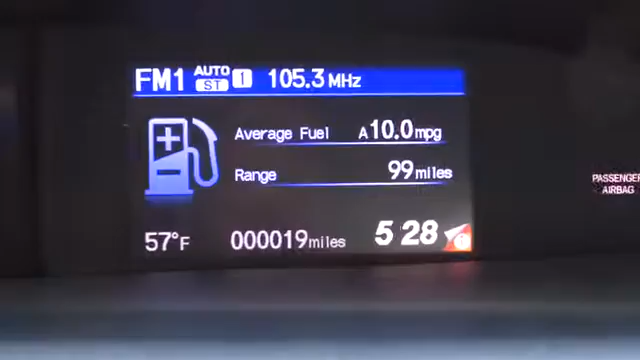 FM1 AUTO ST 1 105.3 MHz
Average Fuel A10.0mpg
Range 99miles
57°F 000019miles 5 28
PASSENGER
AIRBAG